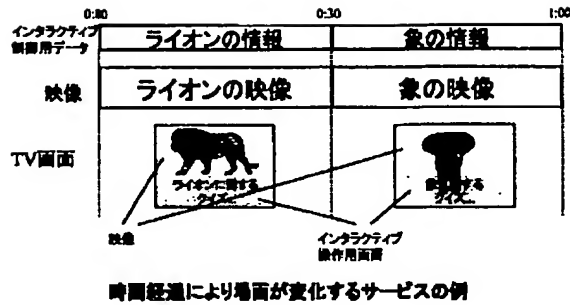 0:00 0:30 1:00
インタラクティブ
制御用データ
ライオンの情報 象の情報
映像 ライオンの映像 象の映像
TV画面
ライオンに関する
クイズ...
象に関する
クイズ...
映像
インタラクティブ
操作用画面
時間経過により場面が変化するサービスの例